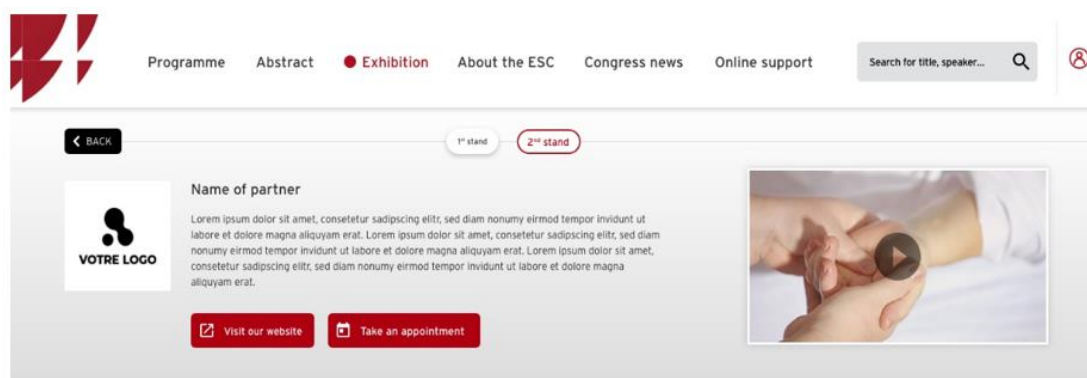 Programme Abstract Exhibition About the ESC Congress news Online support Search for title, speaker...
BACK 1st stand 2nd stand
Name of partner
Lorem ipsum dolor sit amet, consetetur sadipscing elitr, sed diam nonumy eirmod tempor invidunt ut
labore et dolore magna aliquyam erat. Lorem ipsum dolor sit amet, consetetur sadipscing elitr, sed diam
nonumy eirmod tempor invidunt ut labore et dolore magna aliquyam erat. Lorem ipsum dolor sit amet,
consetetur sadipscing elitr, sed diam nonumy eirmod tempor invidunt ut labore et dolore magna
aliquyam erat.
VOTRE LOGO
Visit our website Take an appointment